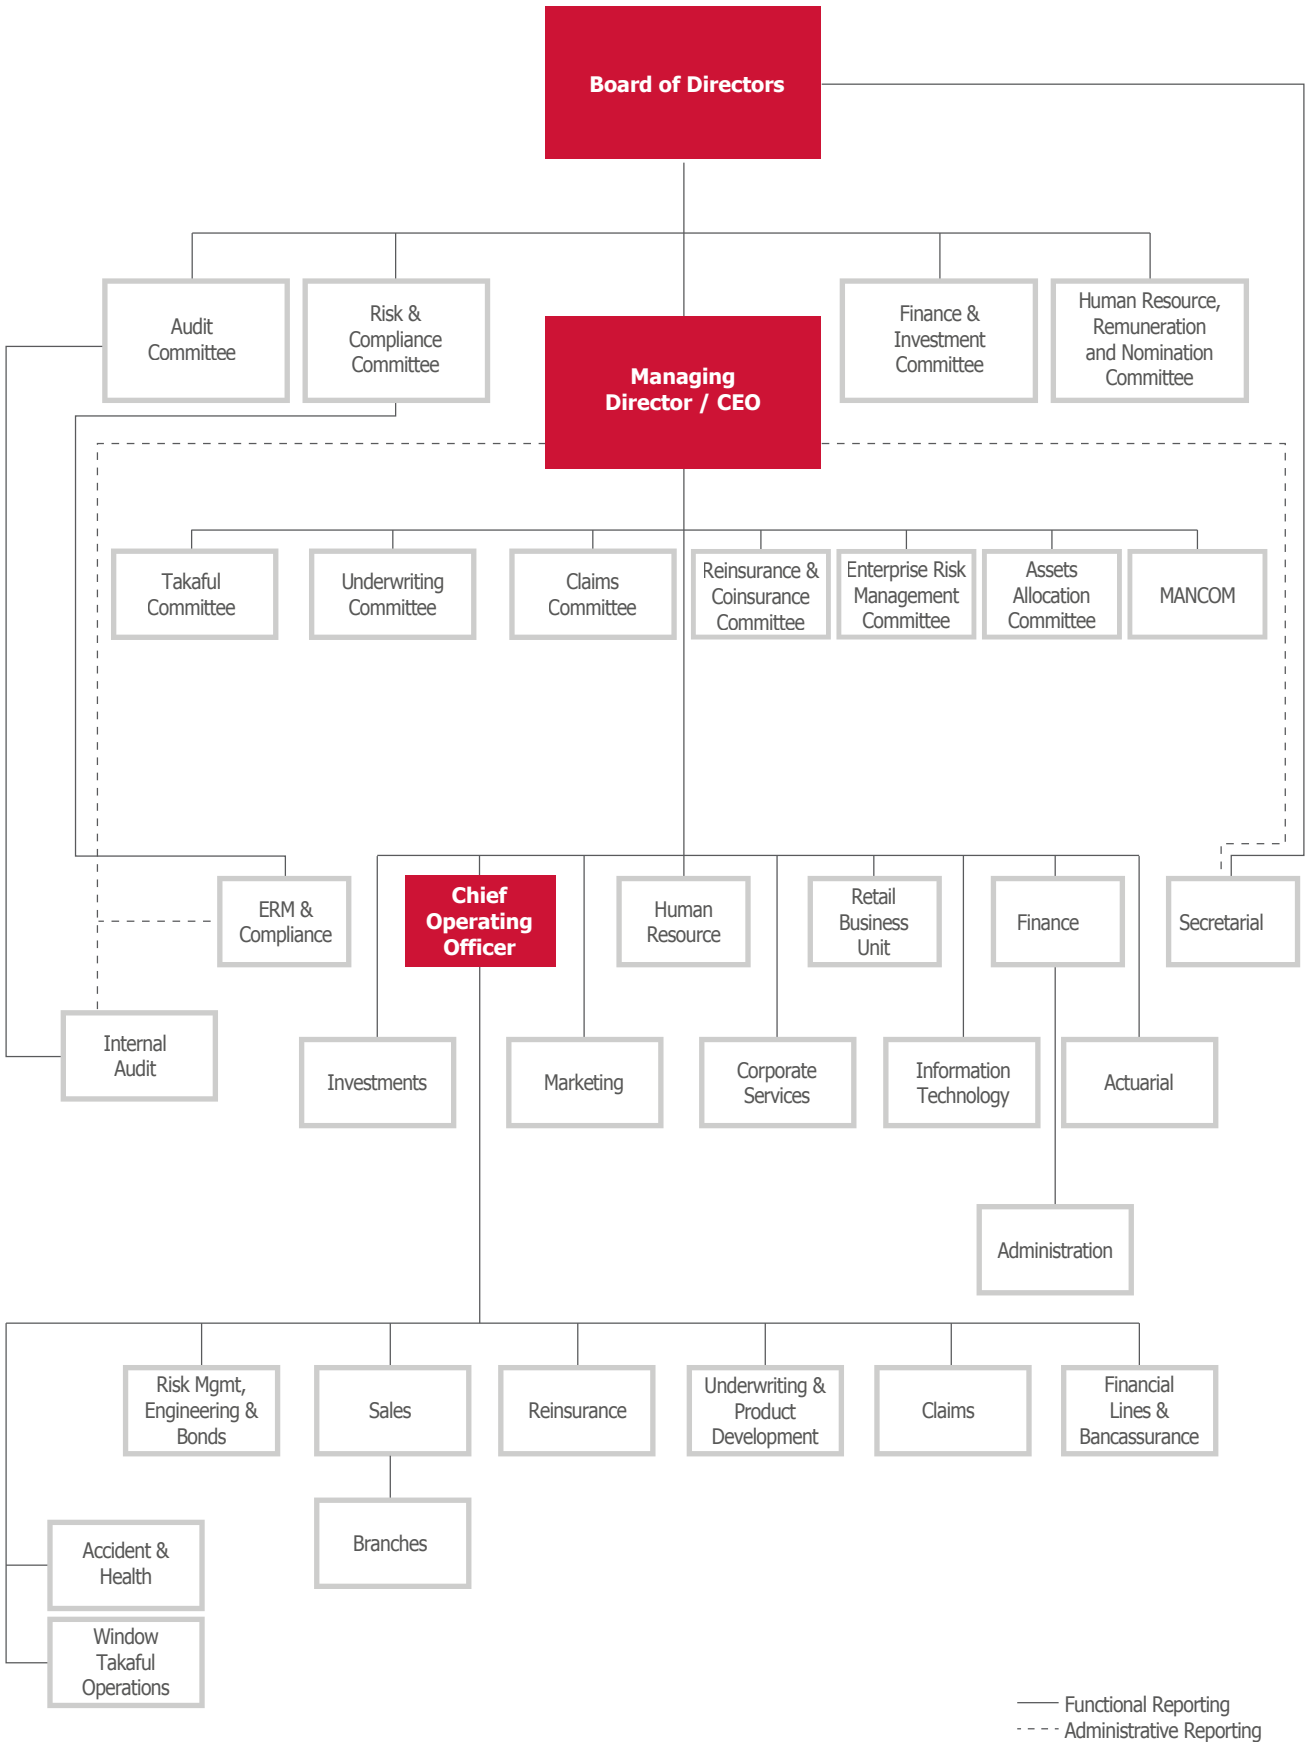 Board of Directors
Audit
Committee
Risk &
Compliance
Committee
Managing
Director / CEO
Finance &
Investment
Committee
Human Resource,
Remuneration
and Nomination
Committee
Takaful
Committee
Underwriting
Committee
Claims
Committee
Reinsurance &
Coinsurance
Committee
Enterprise Risk
Management
Committee
Assets
Allocation
Committee
MANCOM
ERM &
Compliance
Chief
Operating
Officer
Human
Resource
Retail
Business
Unit
Finance
Secretarial
Internal
Audit
Investments
Marketing
Corporate
Services
Information
Technology
Actuarial
Administration
Risk Mgmt,
Engineering &
Bonds
Sales
Reinsurance
Underwriting &
Product
Development
Claims
Financial
Lines &
Bancassurance
Branches
Accident &
Health
Window
Takaful
Operations
Functional Reporting
Administrative Reporting